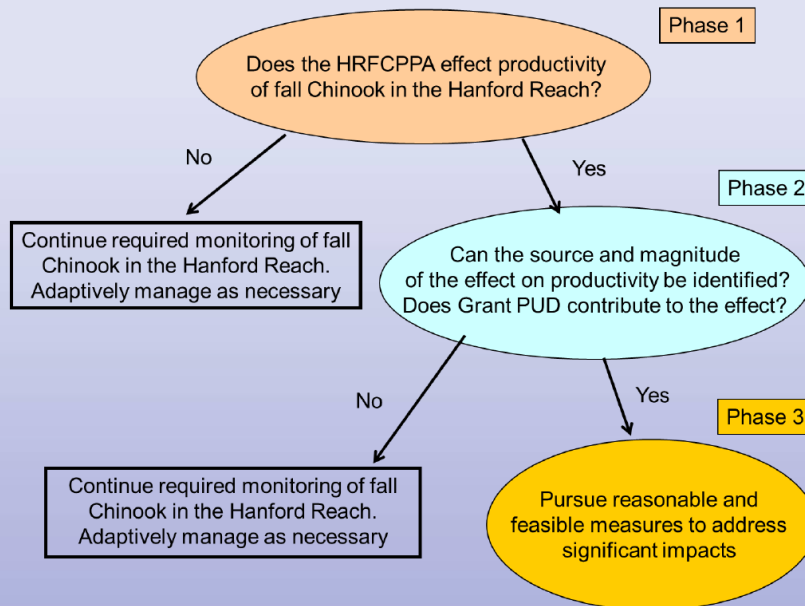 Phase 1
Does the HRFCPPA effect productivity
of fall Chinook in the Hanford Reach?
No
Yes
Phase 2
Continue required monitoring of fall
Chinook in the Hanford Reach.
Adaptively manage as necessary
Can the source and magnitude
of the effect on productivity be identified?
Does Grant PUD contribute to the effect?
No
Yes
Phase 3
Continue required monitoring of fall
Chinook in the Hanford Reach.
Adaptively manage as necessary
Pursue reasonable and
feasible measures to address
significant impacts